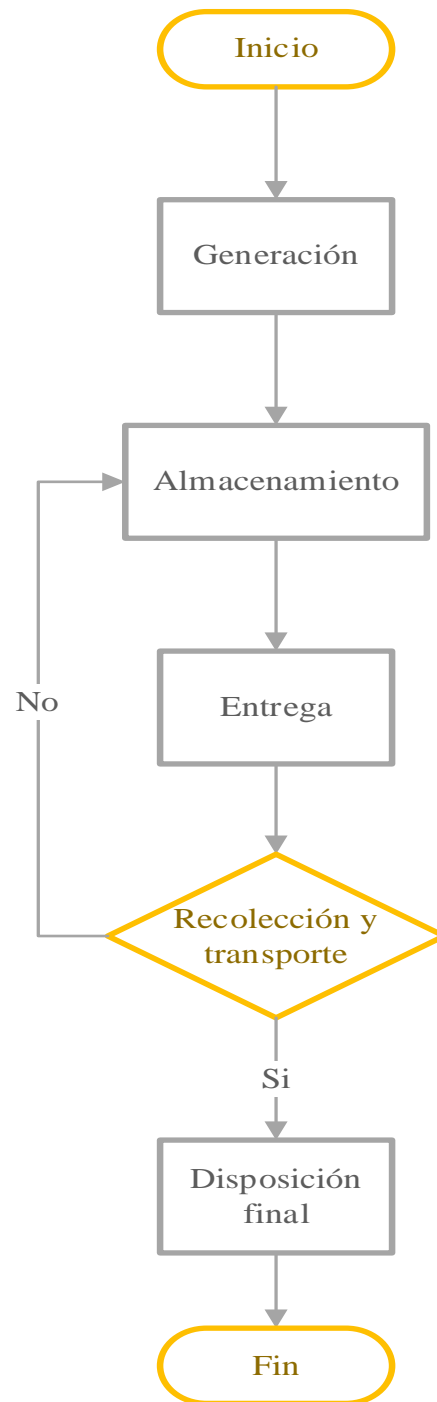 Inicio
Generación
Almacenamiento
Entrega
No
Recolección y
transporte
Si
Disposición
final
Fin